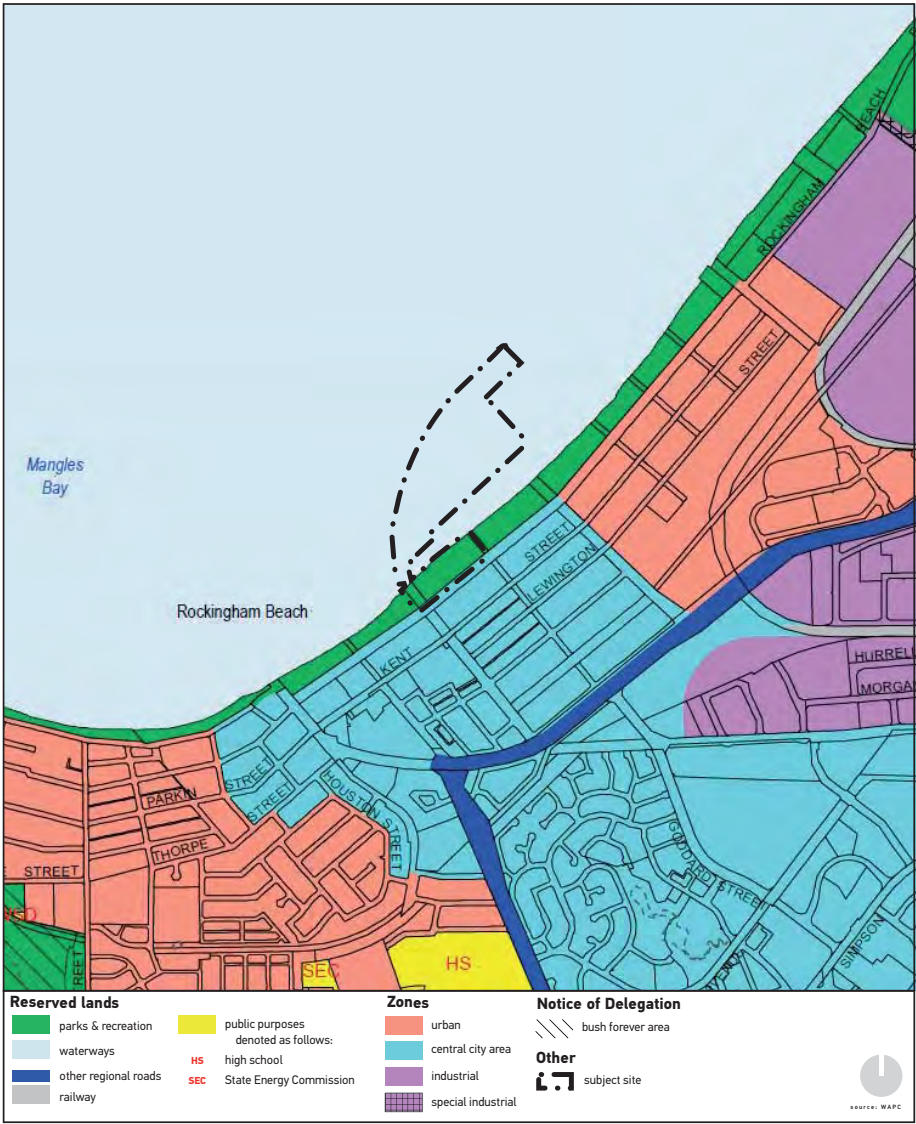 BEACH
ROCKINGHAM
STREET
Mangles
Bay
STREET
LEWINGTON
Rockingham Beach
KENT
HURRELL
MORGA
STREET
STREET
HOUSTON STREET
PARKIN
THORPE
GODDARD STREET
STREET
SIMPSON
REET
SEC
HS
Reserved lands
parks & recreation
waterways
other regional roads
railway
public purposes
denoted as follows:
HS high school
SEC State Energy Commission
Zones
urban
central city area
industrial
special industrial
Notice of Delegation
bush forever area
Other
subject site
source: WAPC